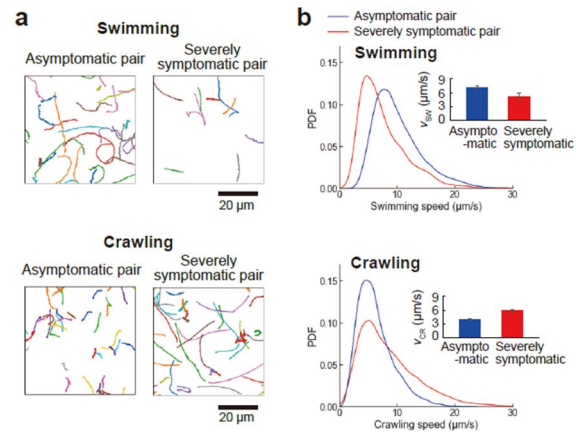 a
Swimming
Asymptomatic pair
Severely
symptomatic pair
20 µm
Crawling
Asymptomatic pair
Severely
symptomatic pair
20 µm
b
Asymptomatic pair
Severely symptomatic pair
Swimming
PDF
0.15
0.10
0.05
0.00
0
10
20
30
Swimming speed (µm/s)
vSW (µm/s)
9
6
3
0
Asympto
-matic
Severely
symptomatic
Crawling
PDF
0.15
0.10
0.05
0.00
0
10
20
30
Crawling speed (µm/s)
vCR (µm/s)
9
6
3
0
Asympto
-matic
Severely
symptomatic